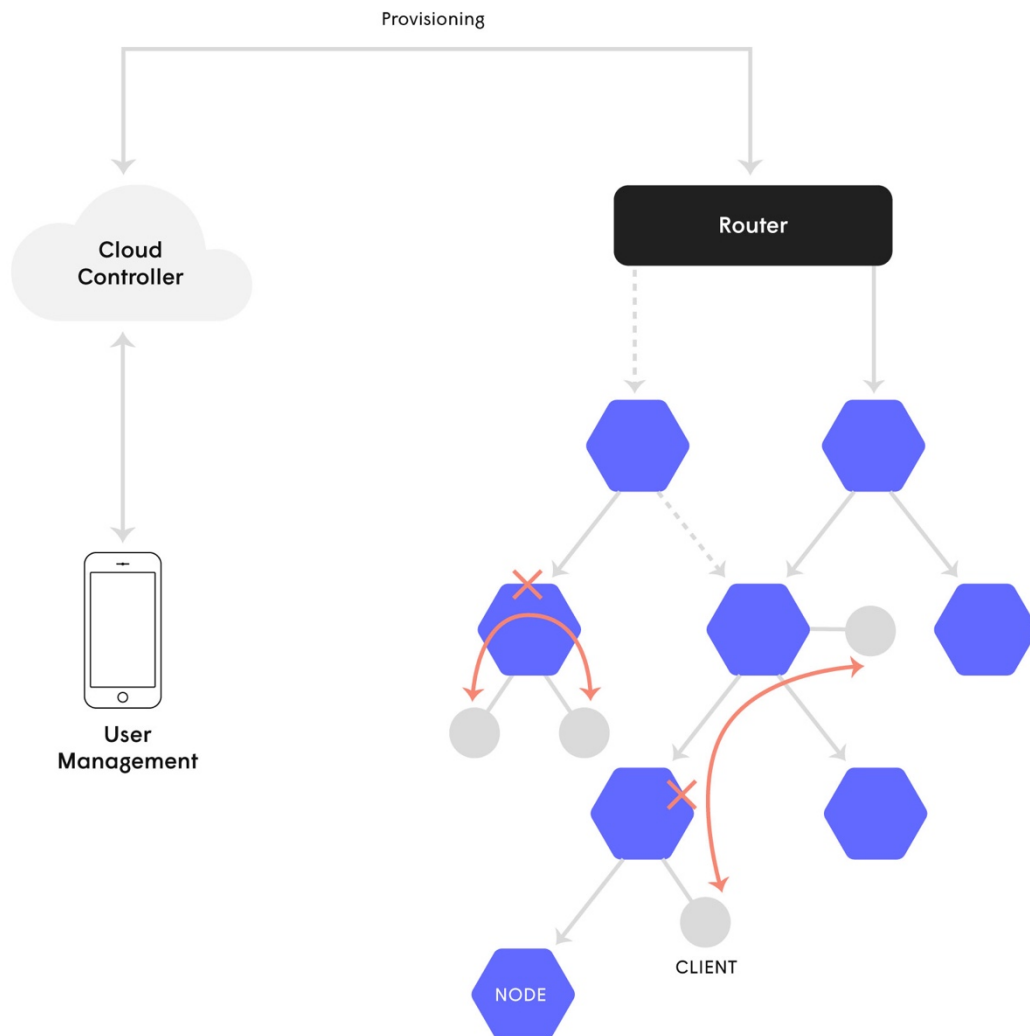 Provisioning
Cloud
Controller
Router
User
Management
CLIENT
NODE